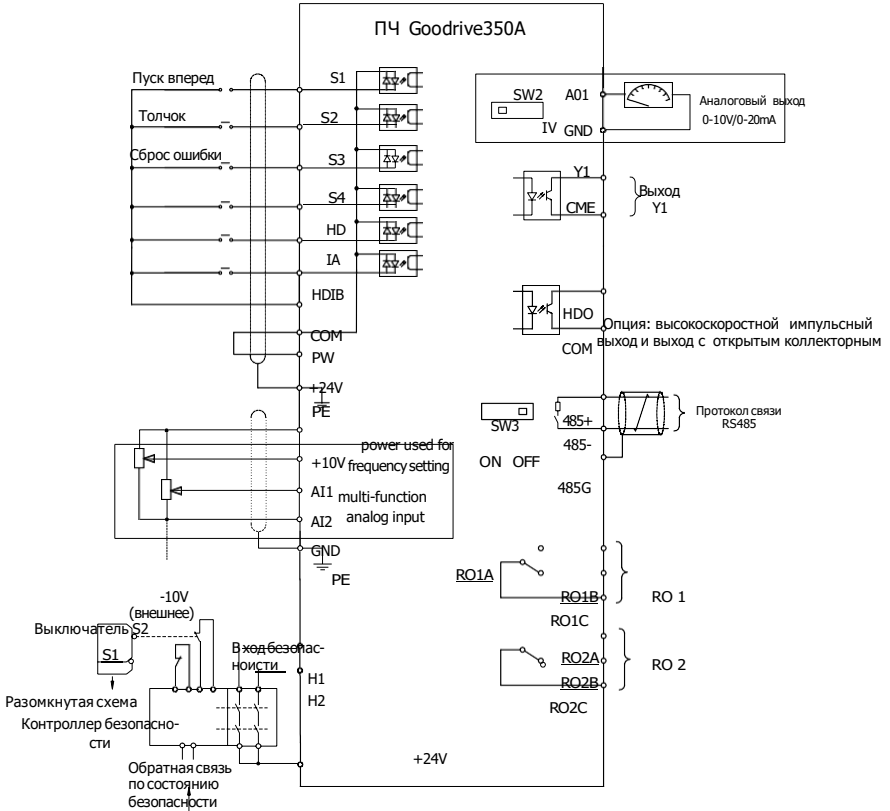 ПЧ Goodrive350A
Пуск вперед
S1
Толчок
S2
Сброс ошибки
S3
S4
HD
IA
HDIB
COM
PW
+24V
PE
power used for
+10V frequency setting
AI1 multi-function
AI2 analog input
GND
PE
-10V
(внешнее)
Выключатель S2
S1
Разомкнутая схема
Контроллер безопасно-
сти
Обратная связь
по состоянию
безопасности
Вход безопас-
ноисти
H1
H2
+24V
SW2
A01
IV
GND
Аналоговый выход
0-10V/0-20mA
Y1
CME
Выход
Y1
HDO
COM
Опция: высокоскоростной импульсный
выход и выход с открытым коллекторным
SW3
485+
485-
ON OFF
485G
Протокол связи
RS485
RO1A
RO1B
RO1C
RO 1
RO2A
RO2B
RO2C
RO 2